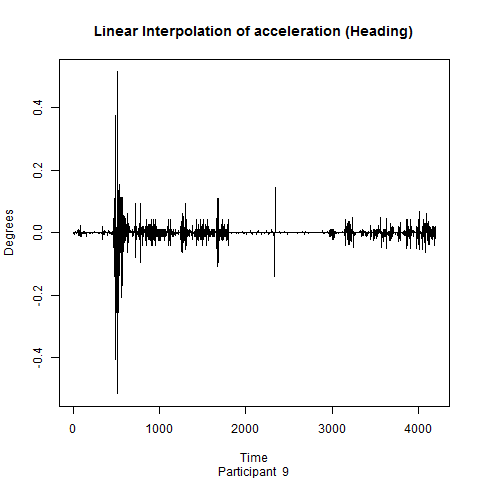 Linear Interpolation of acceleration (Heading)
Degrees
0.4
0.2
0.0
-0.2
-0.4
0 1000 2000 3000 4000
Time
Participant 9